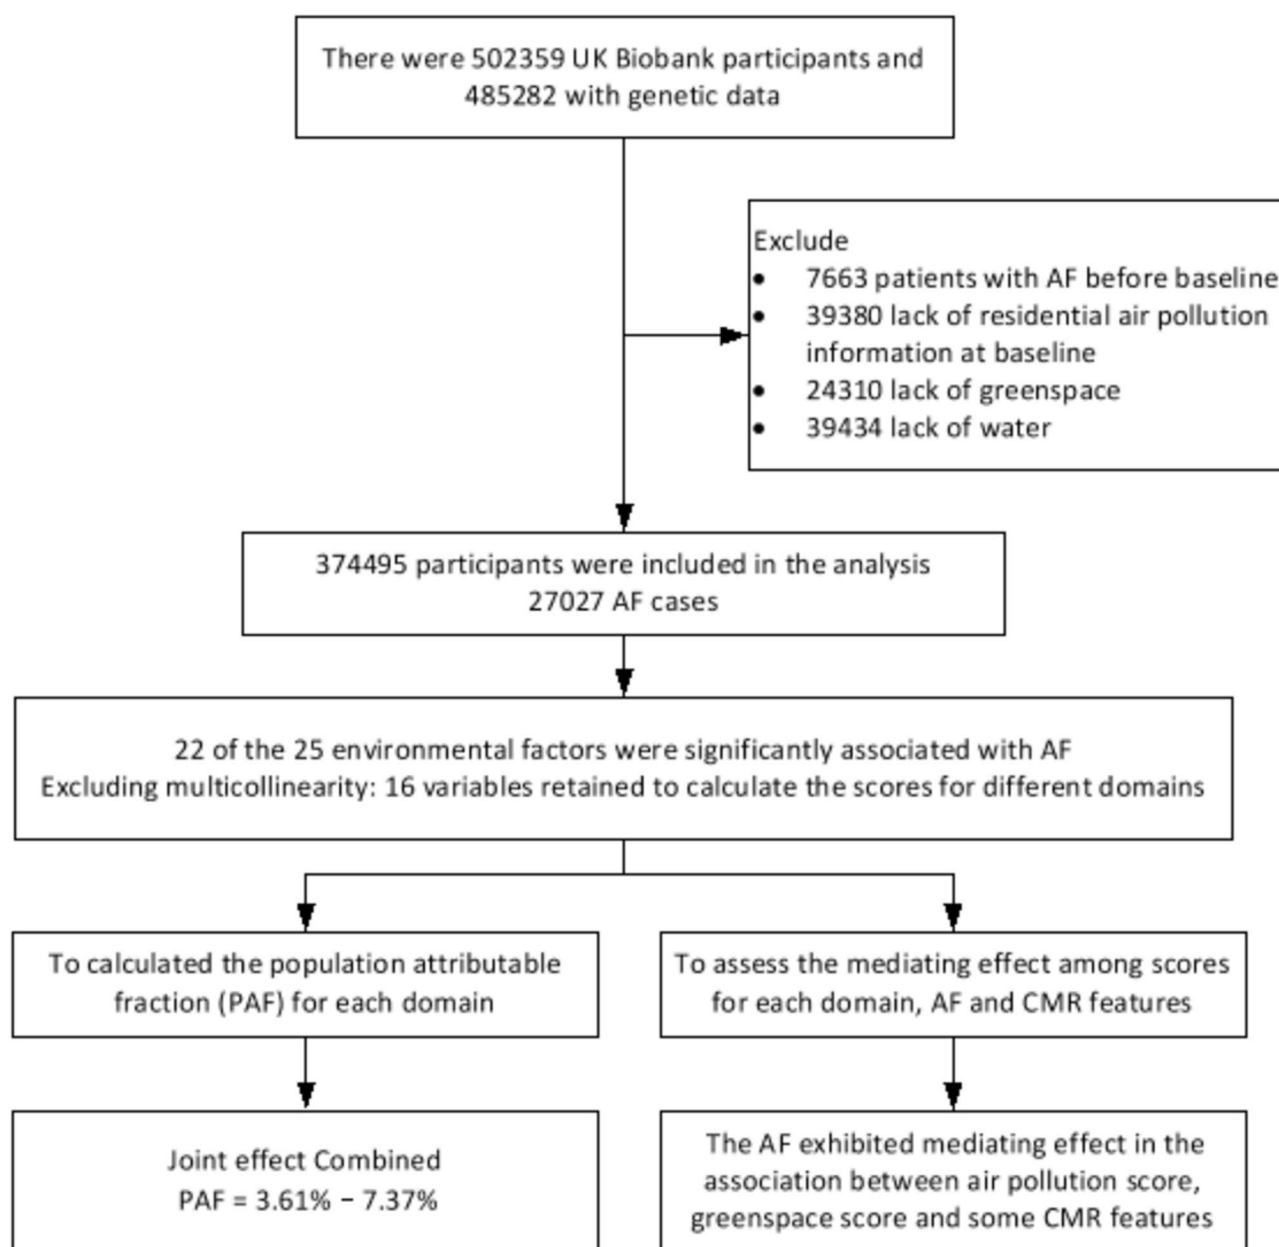 There were 502359 UK Biobank participants and
485282 with genetic data
Exclude
• 7663 patients with AF before baseline
• 39380 lack of residential air pollution
information at baseline
• 24310 lack of greenspace
• 39434 lack of water
374495 participants were included in the analysis
27027 AF cases
22 of the 25 environmental factors were significantly associated with AF
Excluding multicollinearity: 16 variables retained to calculate the scores for different domains
To calculated the population attributable
fraction (PAF) for each domain
To assess the mediating effect among scores
for each domain, AF and CMR features
Joint effect Combined
PAF = 3.61% − 7.37%
The AF exhibited mediating effect in the
association between air pollution score,
greenspace score and some CMR features